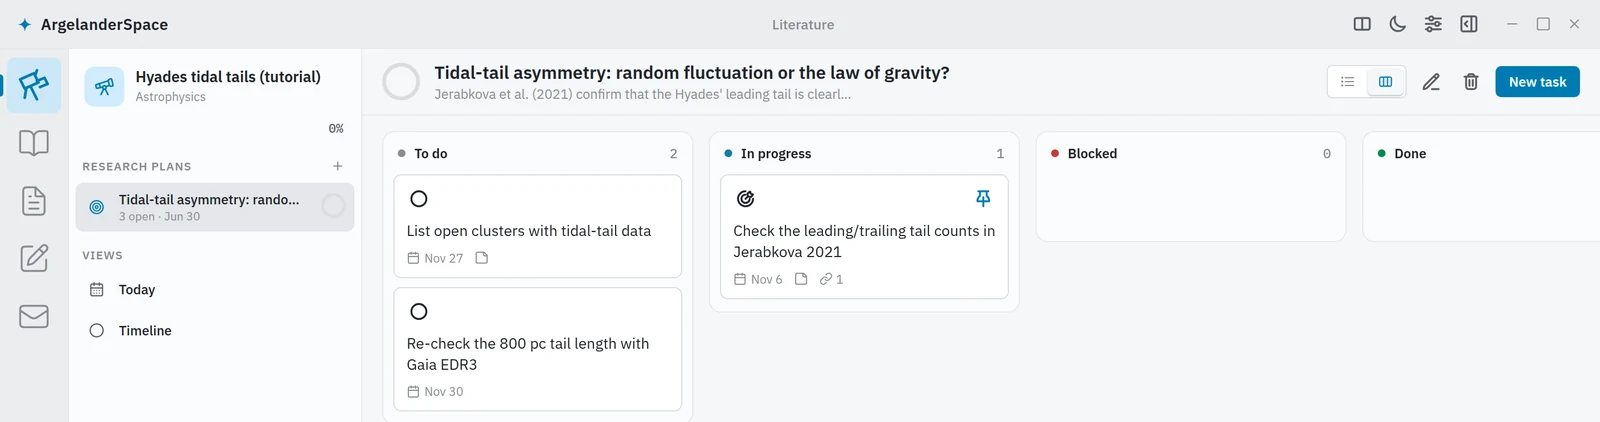 ArgelanderSpace
Literature
Hyades tidal tails (tutorial)
Astrophysics
0%
RESEARCH PLANS
Tidal-tail asymmetry: rando...
3 open · Jun 30
VIEWS
Today
Timeline
Tidal-tail asymmetry: random fluctuation or the law of gravity?
Jerabkova et al. (2021) confirm that the Hyades' leading tail is clearl...
New task
To do 2
List open clusters with tidal-tail data
Nov 27
Re-check the 800 pc tail length with
Gaia EDR3
Nov 30
In progress 1
Check the leading/trailing tail counts in
Jerabkova 2021
Nov 6 1
Blocked 0
Done